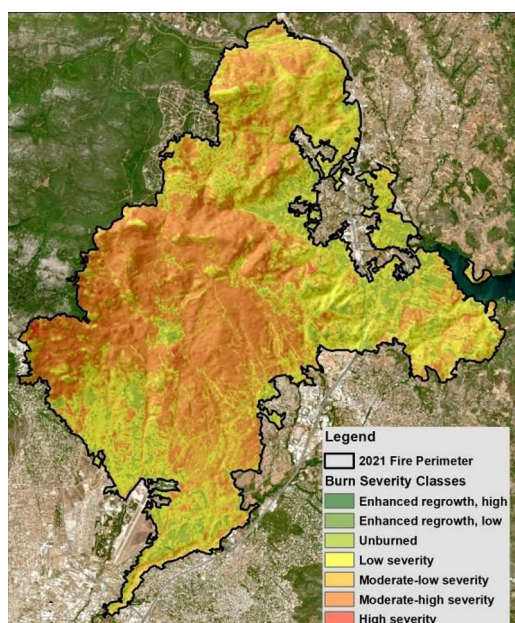 Legend
2021 Fire Perimeter
Burn Severity Classes
Enhanced regrowth, high
Enhanced regrowth, low
Unburned
Low severity
Moderate-low severity
Moderate-high severity
High severity